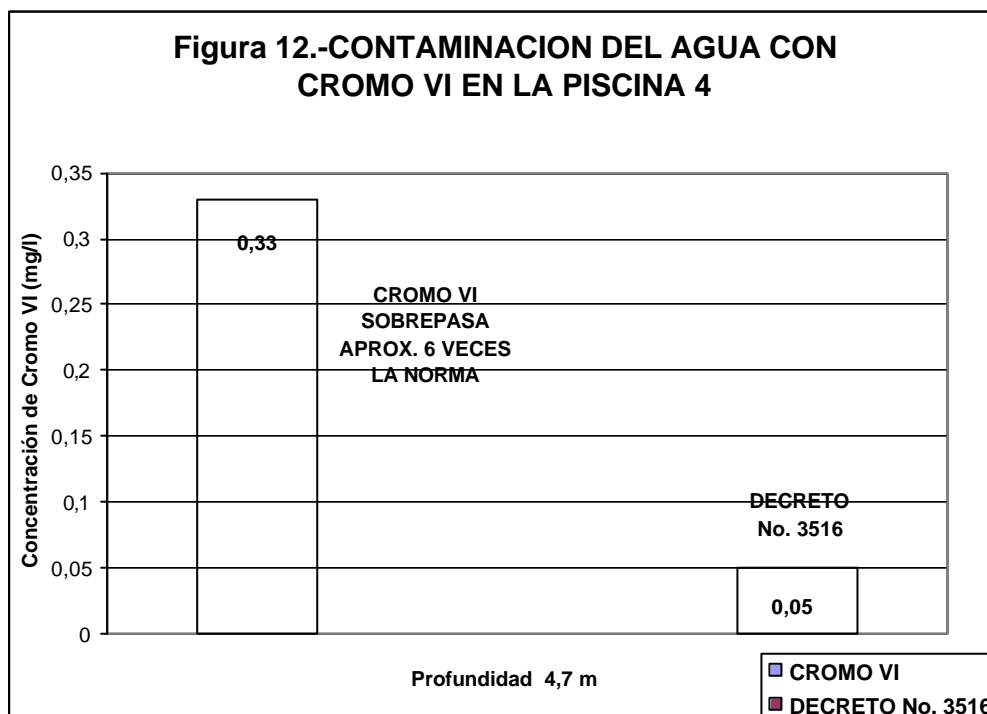 Figura 12.-CONTAMINACION DEL AGUA CON
CROMO VI EN LA PISCINA 4
Concentración de Cromo VI (mg/l)
0,35
0,3
0,25
0,2
0,15
0,1
0,05
0
0,33
CROMO VI
SOBREPASA
APROX. 6 VECES
LA NORMA
DECRETO
No. 3516
0,05
Profundidad 4,7 m
CROMO VI
DECRETO No. 3516